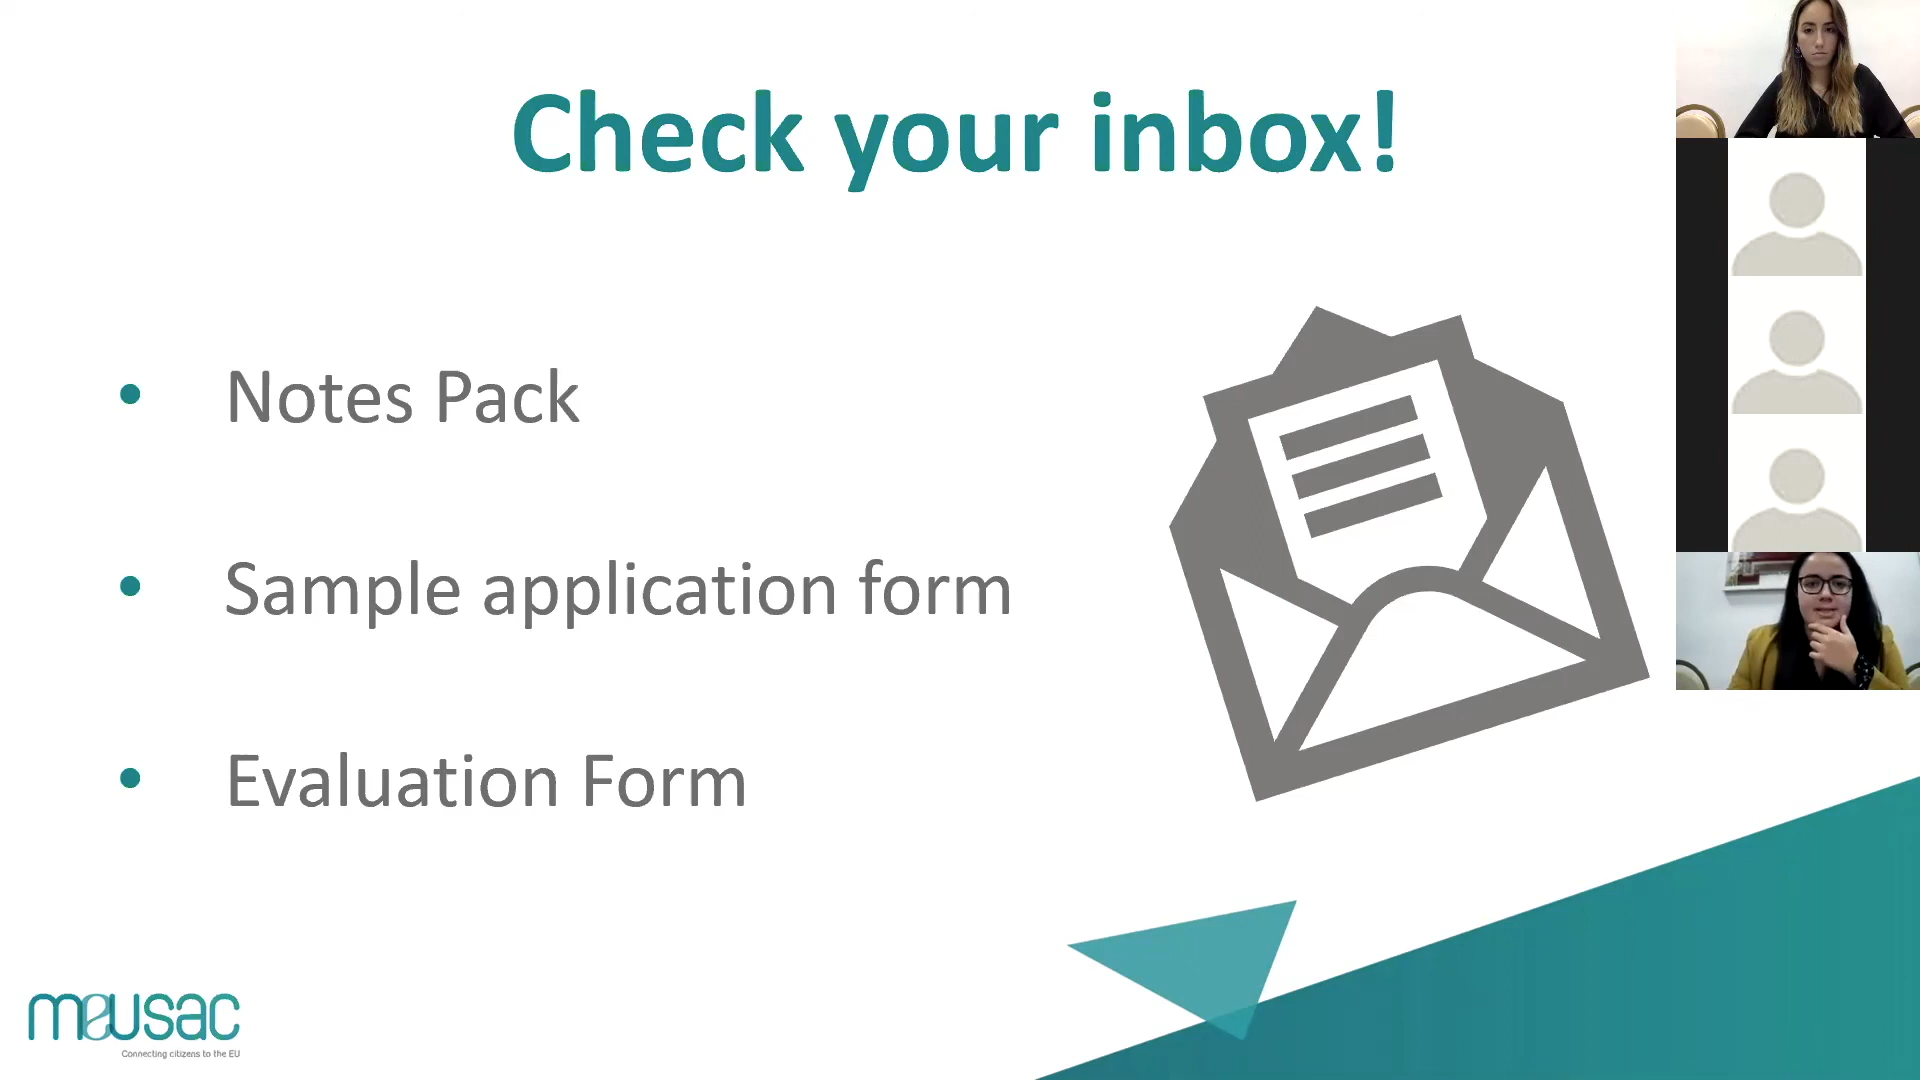 Check your inbox!
• Notes Pack
• Sample application form
• Evaluation Form
meusac
Connecting citizens to the EU